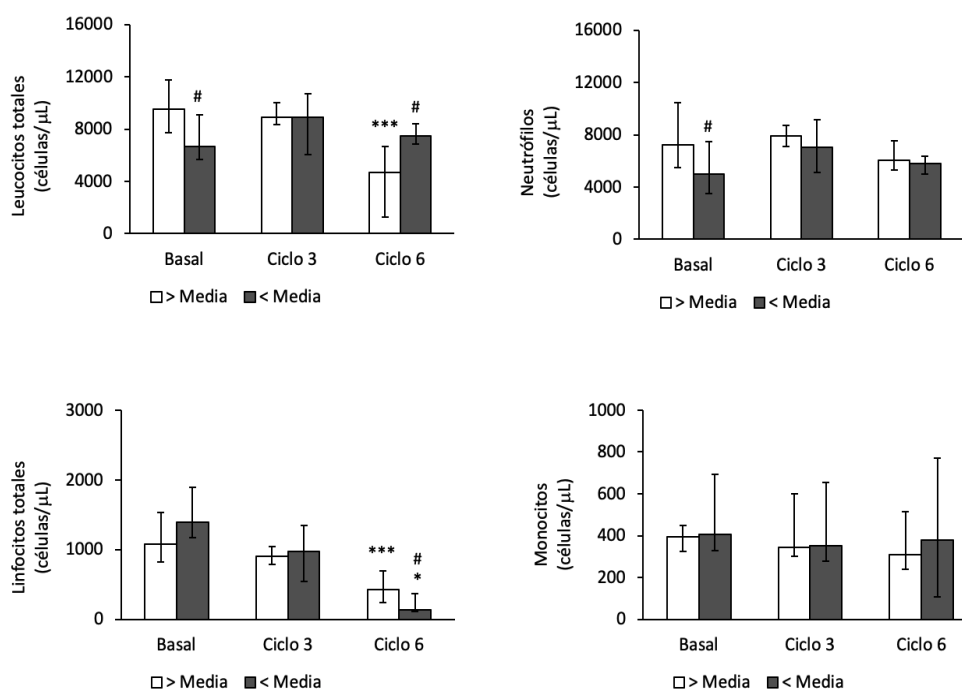 Leucocitos totales
(células/μL)
16000
12000
8000
4000
0
#
***
#
Basal
Ciclo 3
Ciclo 6
> Media
< Media
Neutrófilos
(células/μL)
16000
12000
8000
4000
0
#
Basal
Ciclo 3
Ciclo 6
> Media
< Media
Linfocitos totales
(células/μL)
3000
2000
1000
0
***
#
*
Basal
Ciclo 3
Ciclo 6
> Media
< Media
Monocitos
(células/μL)
1000
800
600
400
200
0
Basal
Ciclo 3
Ciclo 6
> Media
< Media